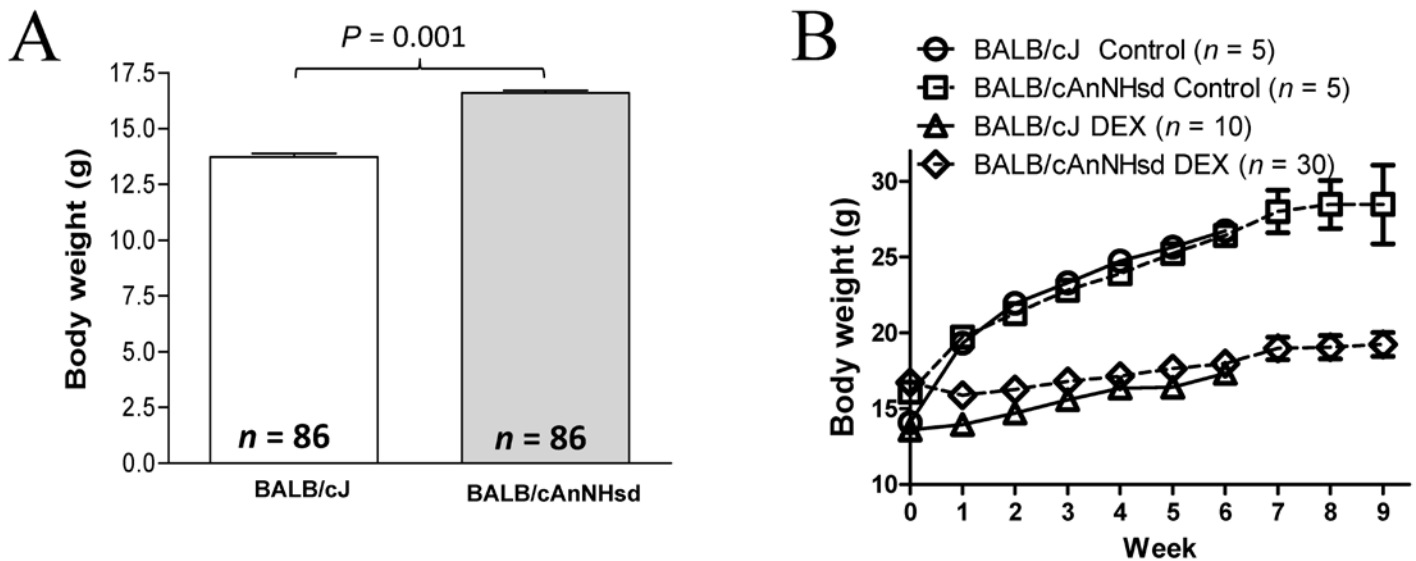 A
P = 0.001
Body weight (g)
17.5
15.0
12.5
10.0
7.5
5.0
2.5
0.0
n = 86
n = 86
BALB/cJ
BALB/cAnNHsd
B
BALB/cJ Control (n = 5)
BALB/cAnNHsd Control (n = 5)
BALB/cJ DEX (n = 10)
BALB/cAnNHsd DEX (n = 30)
Body weight (g)
30
25
20
15
10
0 1 2 3 4 5 6 7 8 9
Week